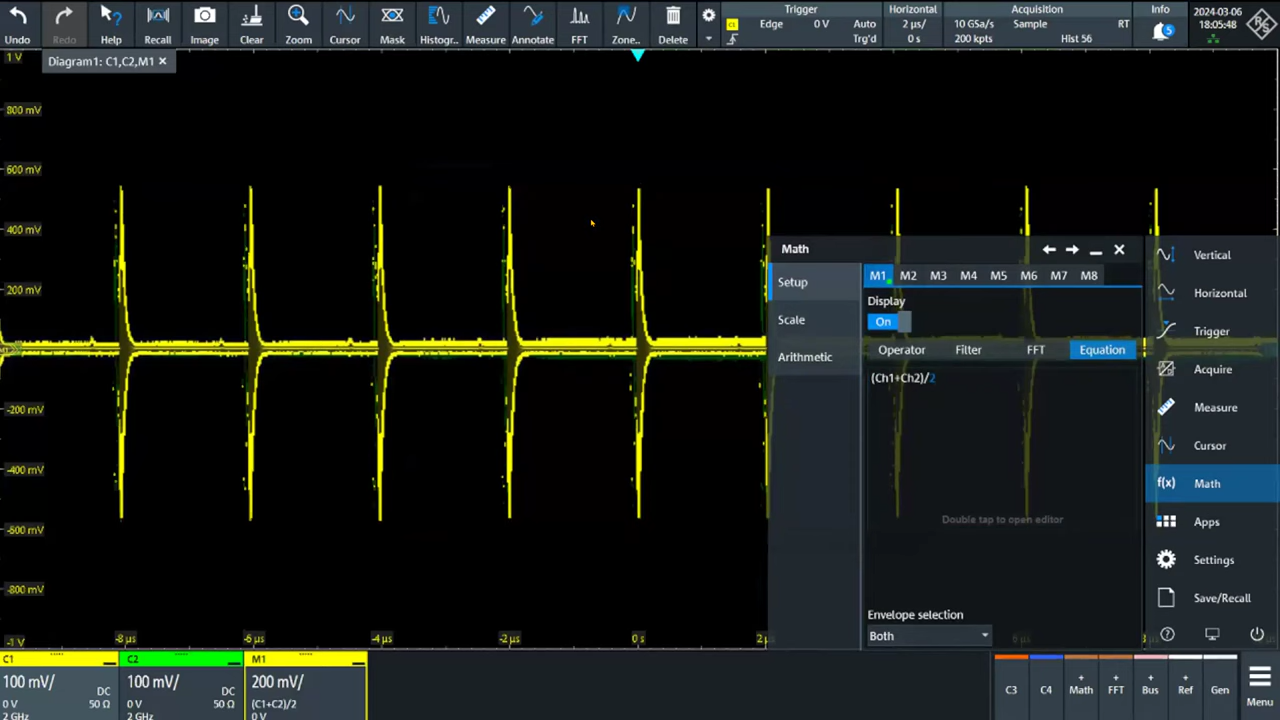 Undo
Redo
Help
Recall
Image
Clear
Zoom
Cursor
Mask
Histogr..
Measure
Annotate
FFT
Zone..
Delete
Trigger
Edge 0 V Auto
Trg'd
Horizontal
2 µs/
0 s
Acquisition
10 GSa/s Sample RT
200 kpts Hist 56
Info
5
2024-03-06
18:05:48
1 V
Diagram1: C1,C2,M1 ×
800 mV
600 mV
400 mV
200 mV
-200 mV
-400 mV
-600 mV
-800 mV
-1 V
-8 µs
-6 µs
-4 µs
-2 µs
0 s
Math
Setup
Scale
Arithmetic
M1 M2 M3 M4 M5 M6 M7 M8
Display
On
Operator Filter FFT Equation
(Ch1+Ch2)/2
Double tap to open editor
Envelope selection
Both
Vertical
Horizontal
Trigger
Acquire
Measure
Cursor
f(x) Math
Apps
Settings
Save/Recall
C1
100 mV/
DC
0 V 50 Ω
2 GHz
C2
100 mV/
DC
0 V 50 Ω
2 GHz
M1
200 mV/
(C1+C2)/2
0 V
C3
C4
+ Math
+ FFT
+ Bus
+ Ref
Gen
Menu